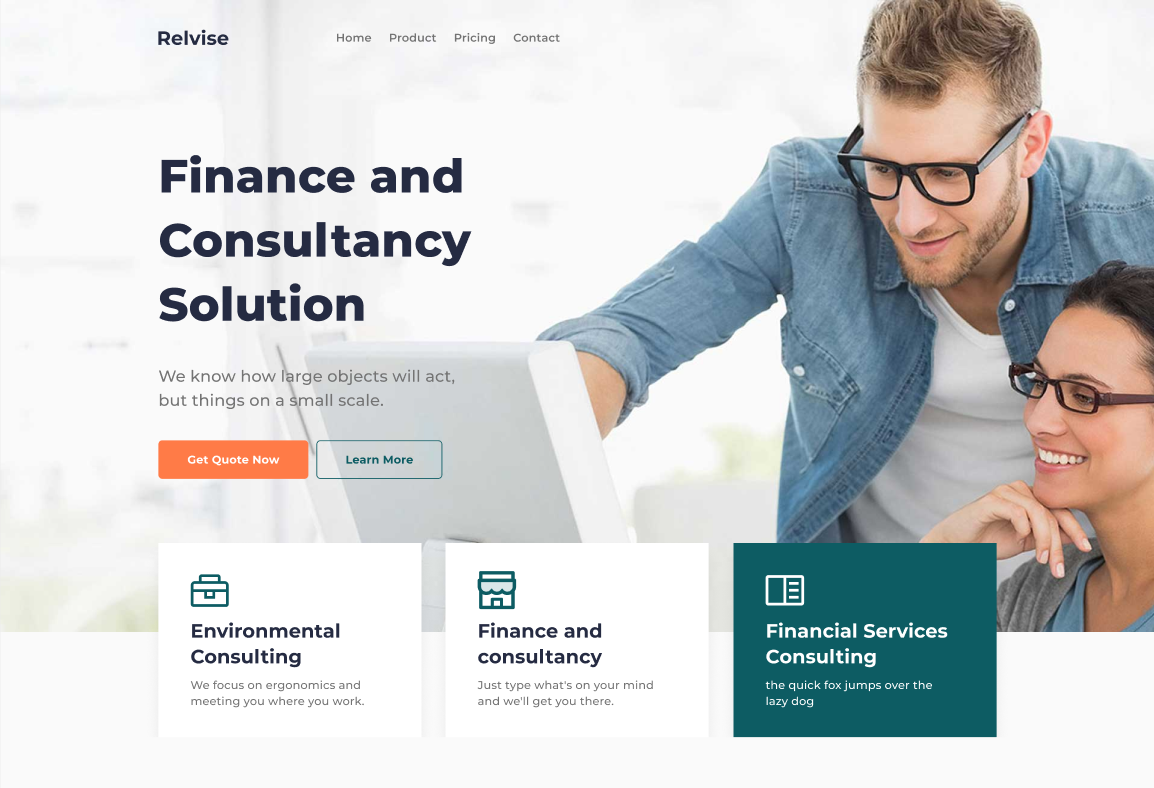 Relvise
Home Product Pricing Contact
Finance and
Consultancy
Solution
We know how large objects will act,
but things on a small scale.
Get Quote Now
Learn More
Environmental
Consulting
We focus on ergonomics and
meeting you where you work.
Finance and
consultancy
Just type what's on your mind
and we'll get you there.
Financial Services
Consulting
the quick fox jumps over the
lazy dog